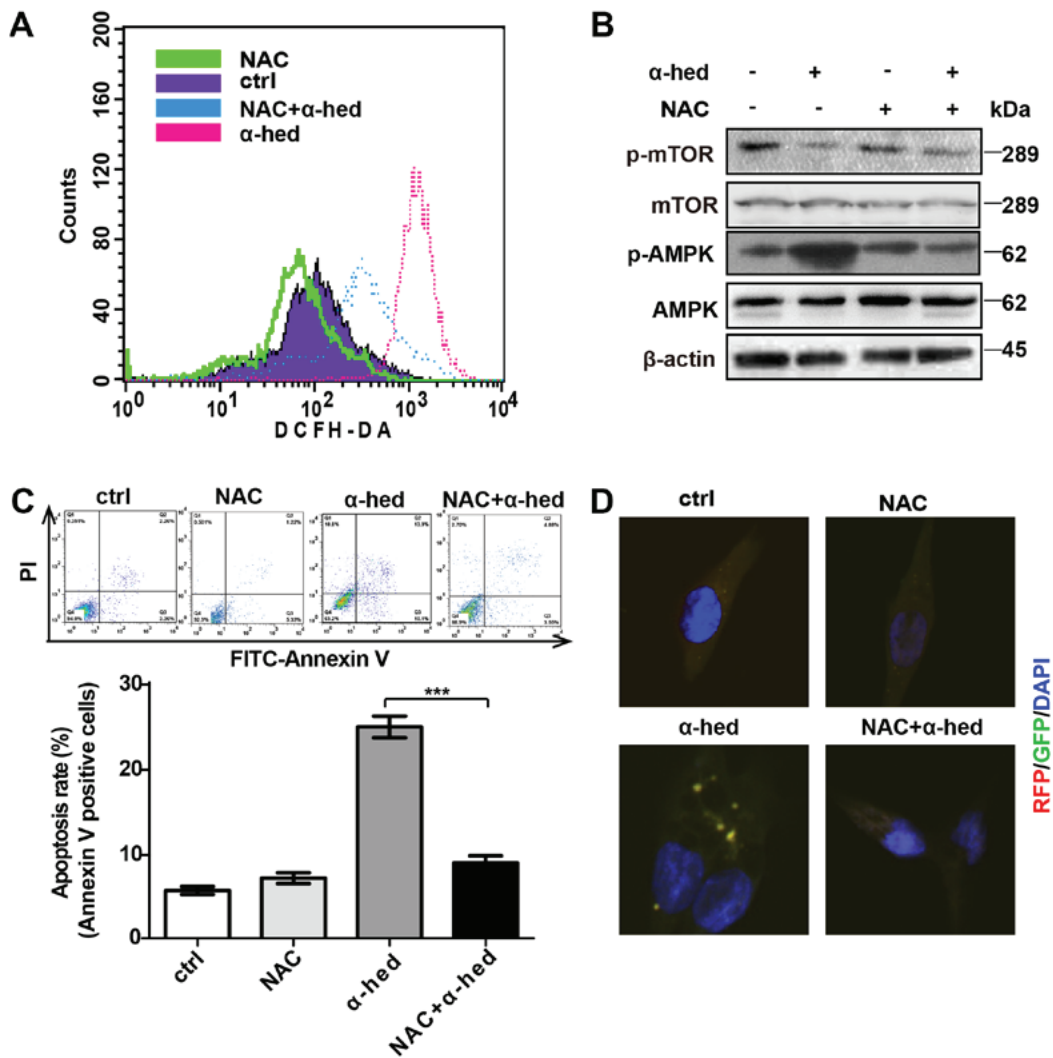 A
200
160
120
80
40
0
Counts
NAC
ctrl
NAC+α-hed
α-hed
10⁰ 10¹ 10² 10³ 10⁴
DCFH-DA
B
α-hed - + - +
NAC - - + + kDa
p-mTOR 289
mTOR 289
p-AMPK 62
AMPK 62
β-actin 45
C
ctrl NAC α-hed NAC+α-hed
PI
FITC-Annexin V
30
20
10
0
Apoptosis rate (%)
(Annexin V positive cells)
***
ctrl NAC α-hed NAC+α-hed
D
ctrl NAC
α-hed NAC+α-hed
RFP/GFP/DAPI